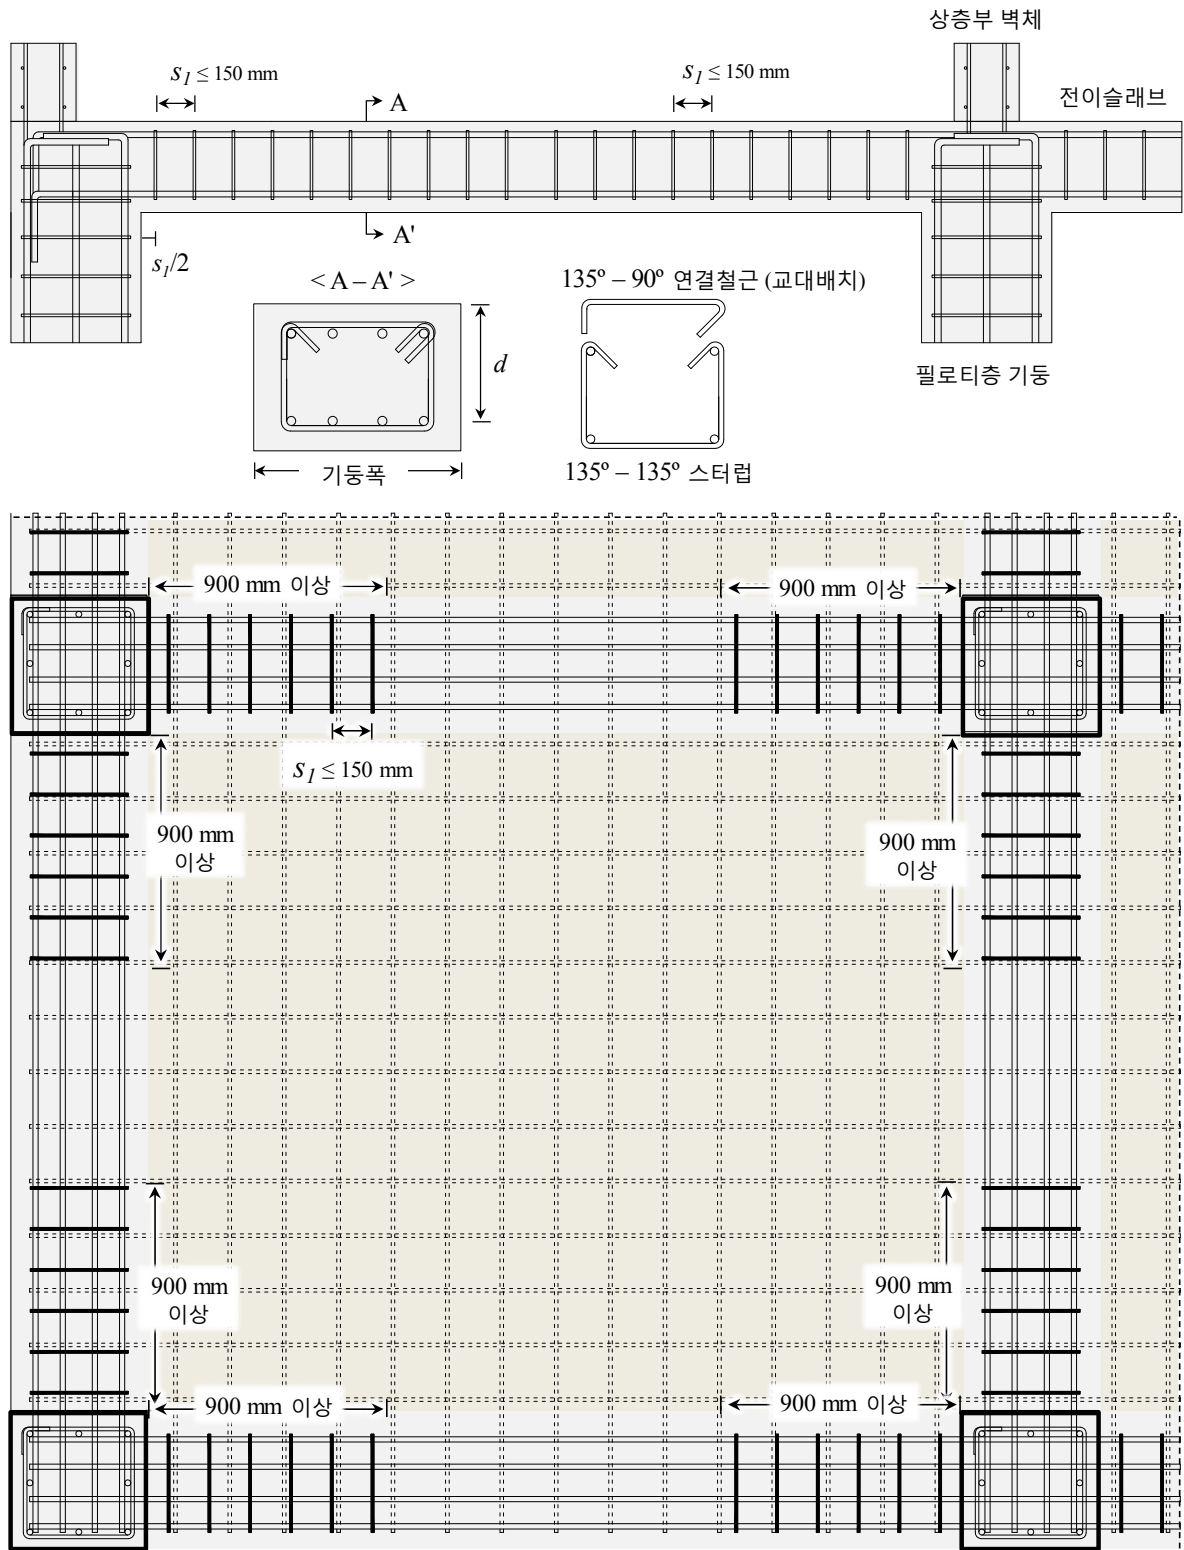 상층부 벽체
s1 ≤ 150 mm
s1 ≤ 150 mm
전이슬래브
A
A'
s1/2
< A – A' >
135º – 90º 연결철근 (교대배치)
d
필로티층 기둥
기둥폭
135º – 135º 스터럽
900 mm 이상
900 mm 이상
s1 ≤ 150 mm
900 mm
이상
900 mm
이상
900 mm
이상
900 mm
이상
900 mm 이상
900 mm 이상